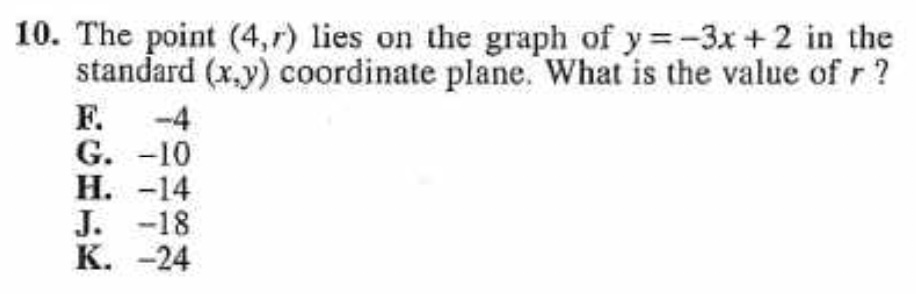 10. The point (4,r) lies on the graph of y = −3x + 2 in the
standard (x,y) coordinate plane. What is the value of r ?
F. −4
G. −10
H. −14
J. −18
K. −24